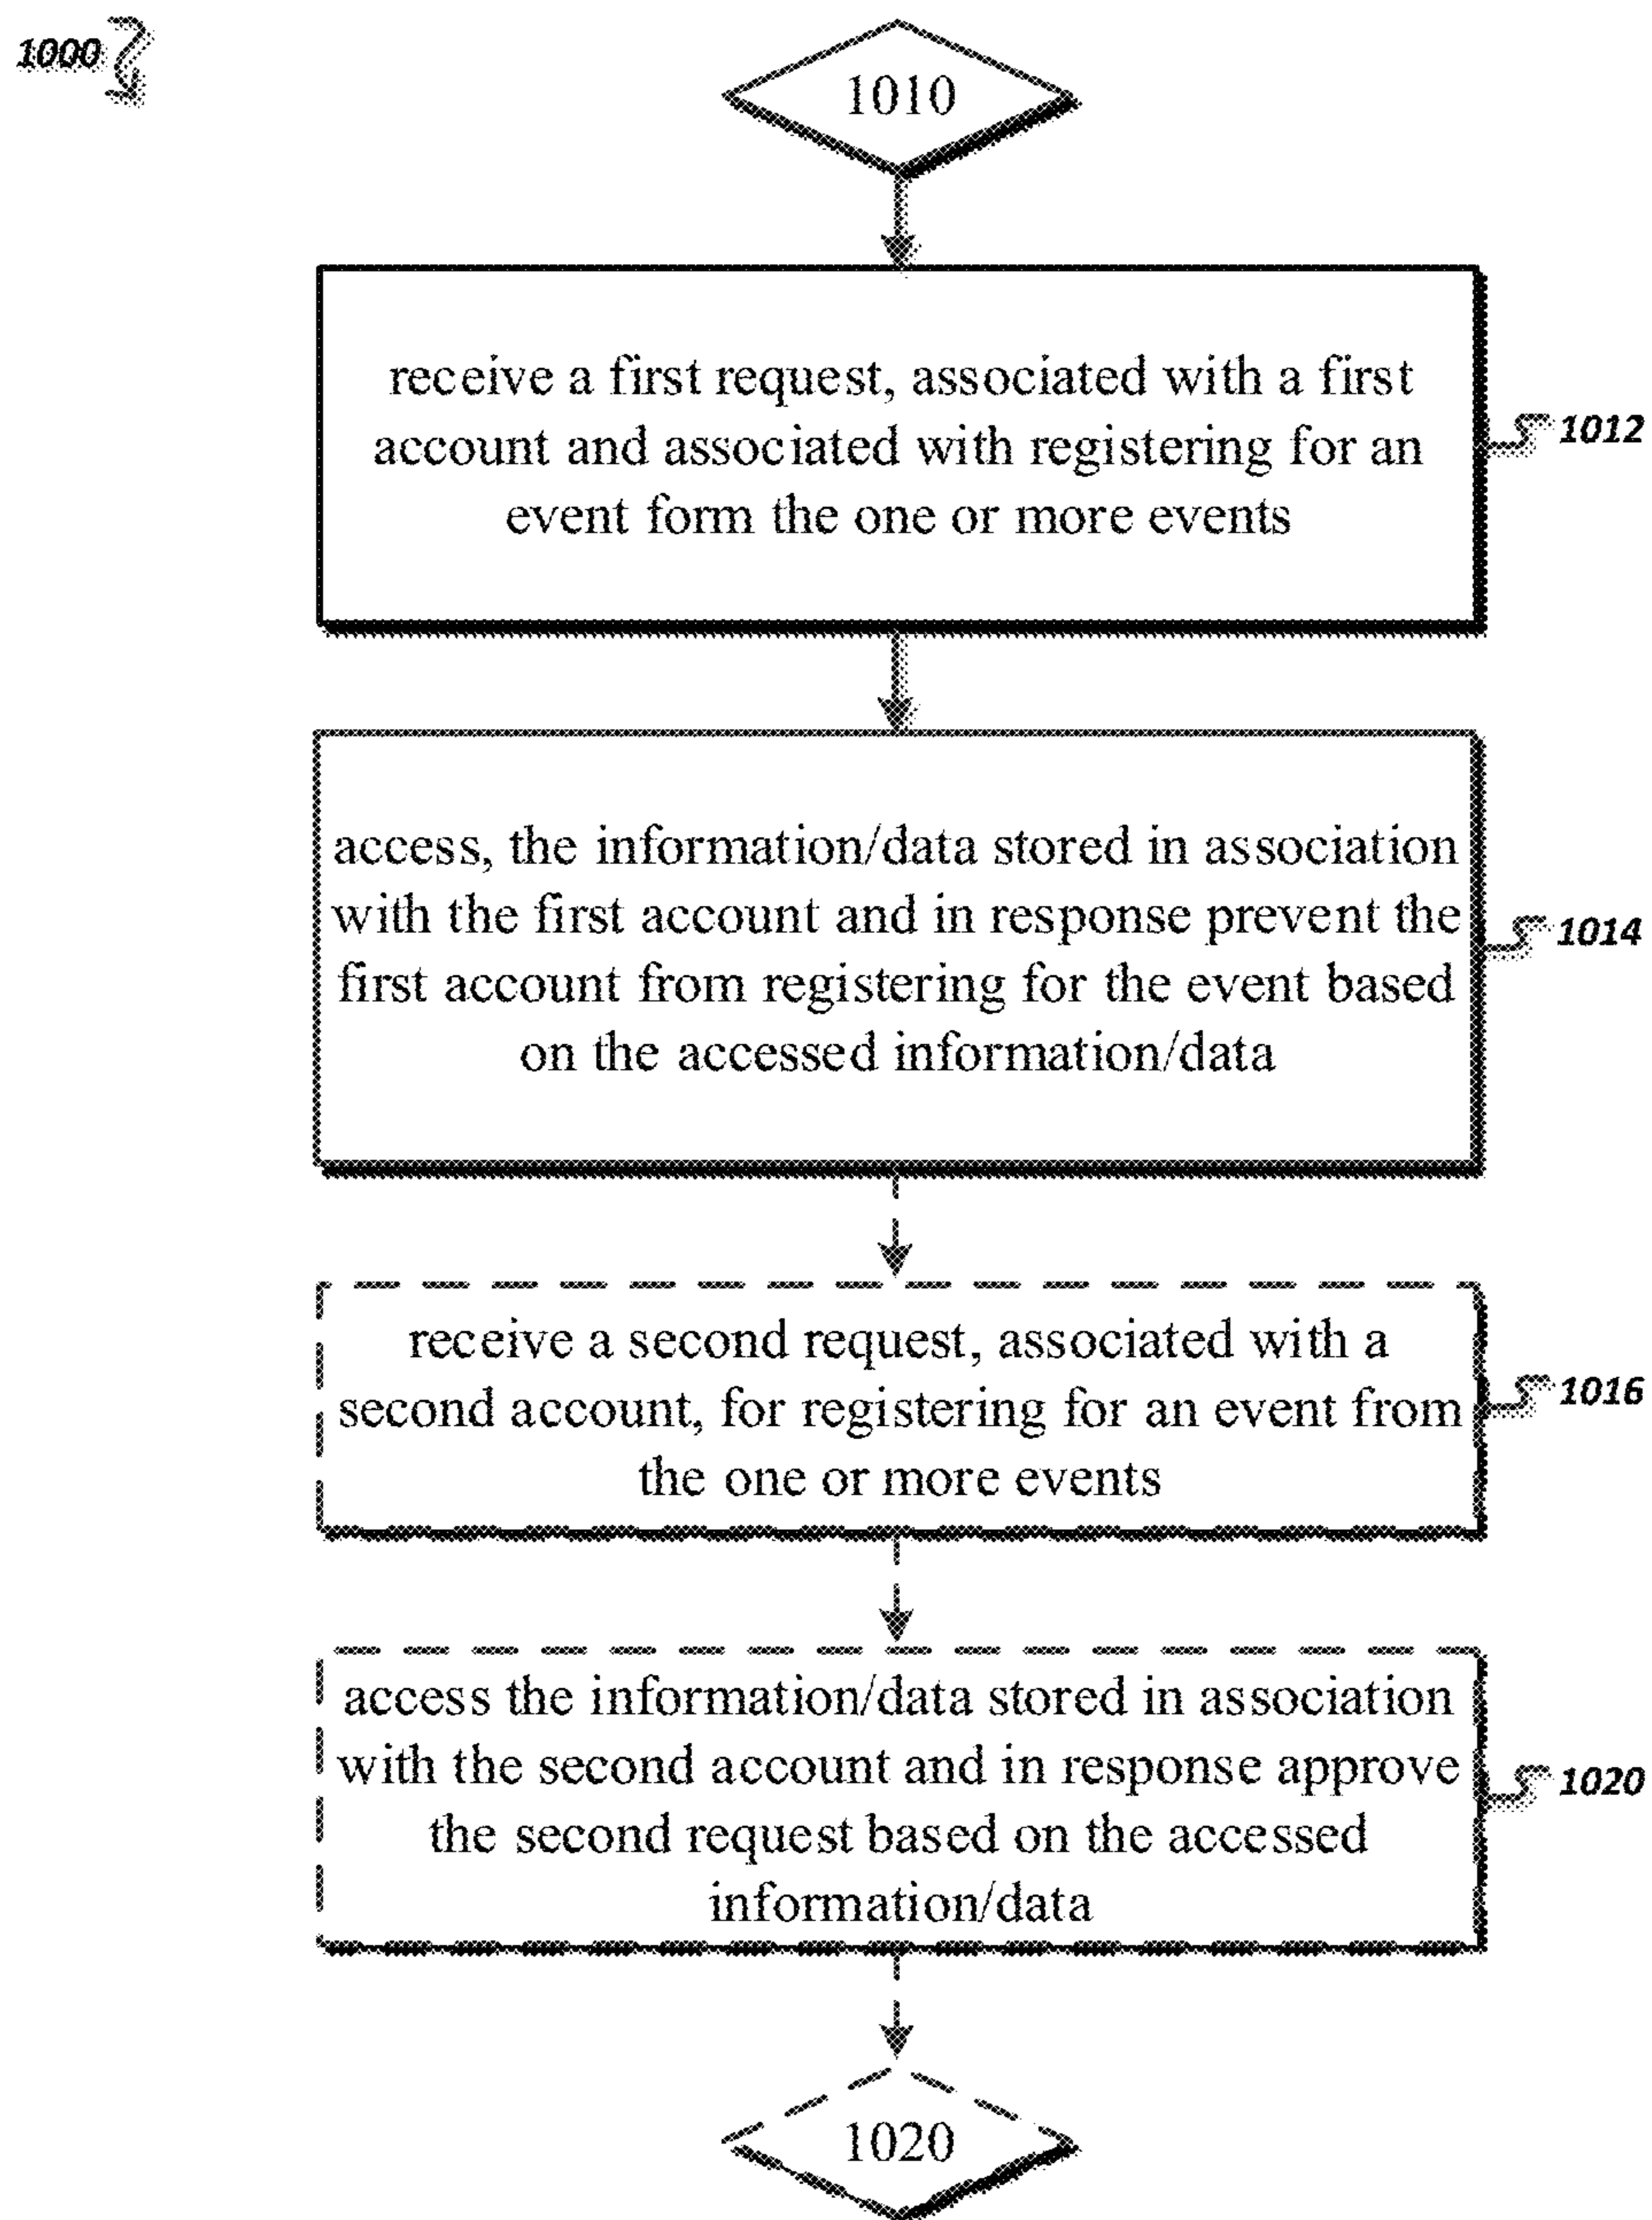 1000
1010
receive a first request, associated with a first
account and associated with registering for an
event form the one or more events
1012
access, the information/data stored in association
with the first account and in response prevent the
first account from registering for the event based
on the accessed information/data
1014
receive a second request, associated with a
second account, for registering for an event from
the one or more events
1016
access the information/data stored in association
with the second account and in response approve
the second request based on the accessed
information/data
1020
1020